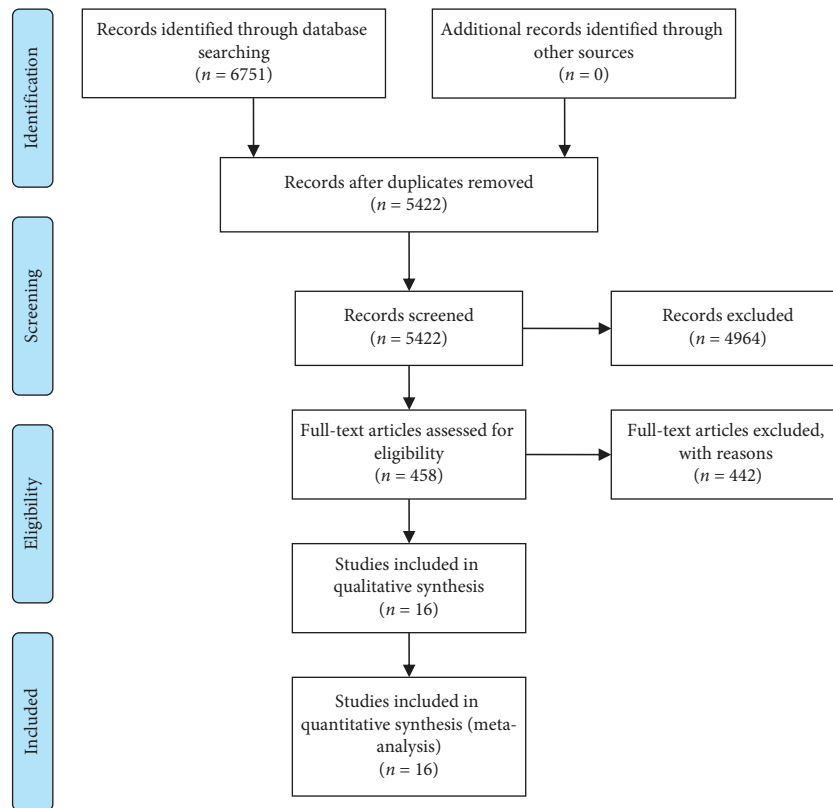 Identification
Records identified through database
searching
(n = 6751)
Additional records identified through
other sources
(n = 0)
Records after duplicates removed
(n = 5422)
Screening
Records screened
(n = 5422)
Records excluded
(n = 4964)
Eligibility
Full-text articles assessed for
eligibility
(n = 458)
Full-text articles excluded,
with reasons
(n = 442)
Studies included in
qualitative synthesis
(n = 16)
Included
Studies included in
quantitative synthesis (meta-
analysis)
(n = 16)